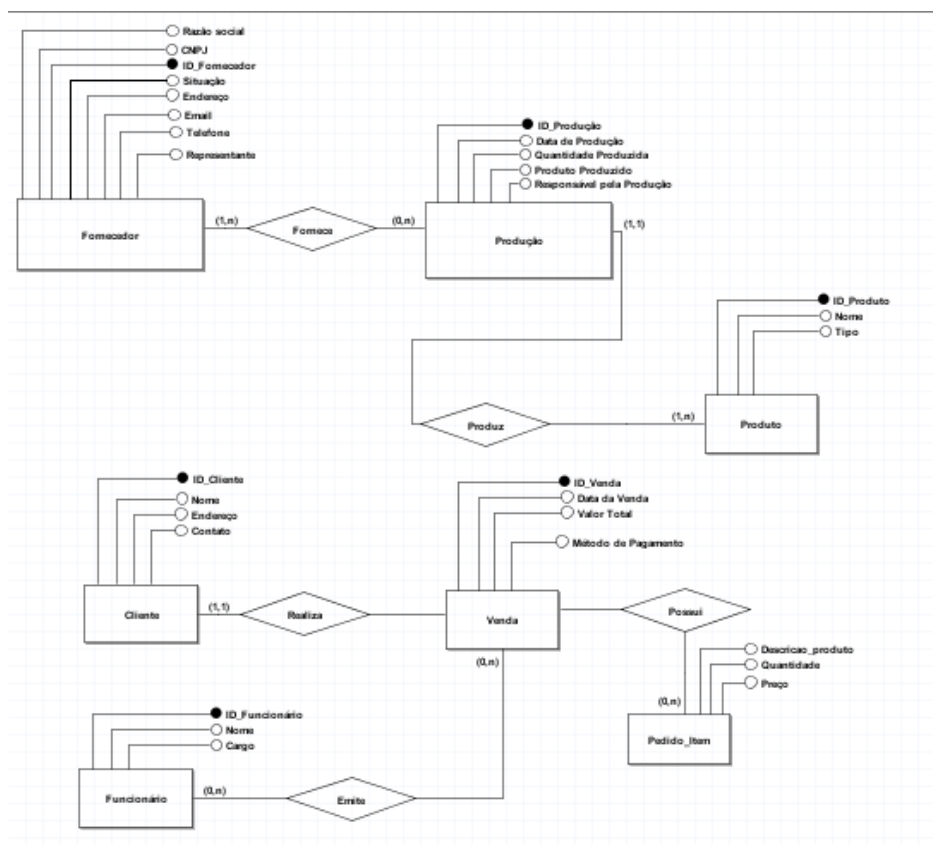 Razão social
CNPJ
ID_Fornecedor
Situação
Endereço
Email
Telefone
Representante
Fornecedor
(1,n)
Fornece
(0,n)
ID_Produção
Data de Produção
Quantidade Produzida
Produto Produzido
Responsável pela Produção
Produção
(1,1)
ID_Produto
Nome
Tipo
Produz
(1,n)
Produto
ID_Cliente
Nome
Endereço
Contato
Cliente
(1,1)
Realiza
ID_Venda
Data da Venda
Valor Total
Método de Pagamento
Venda
(0,n)
Possui
Descricao_produto
Quantidade
Preço
(0,n)
Pedido_Item
ID_Funcionário
Nome
Cargo
Funcionário
(0,n)
Emite